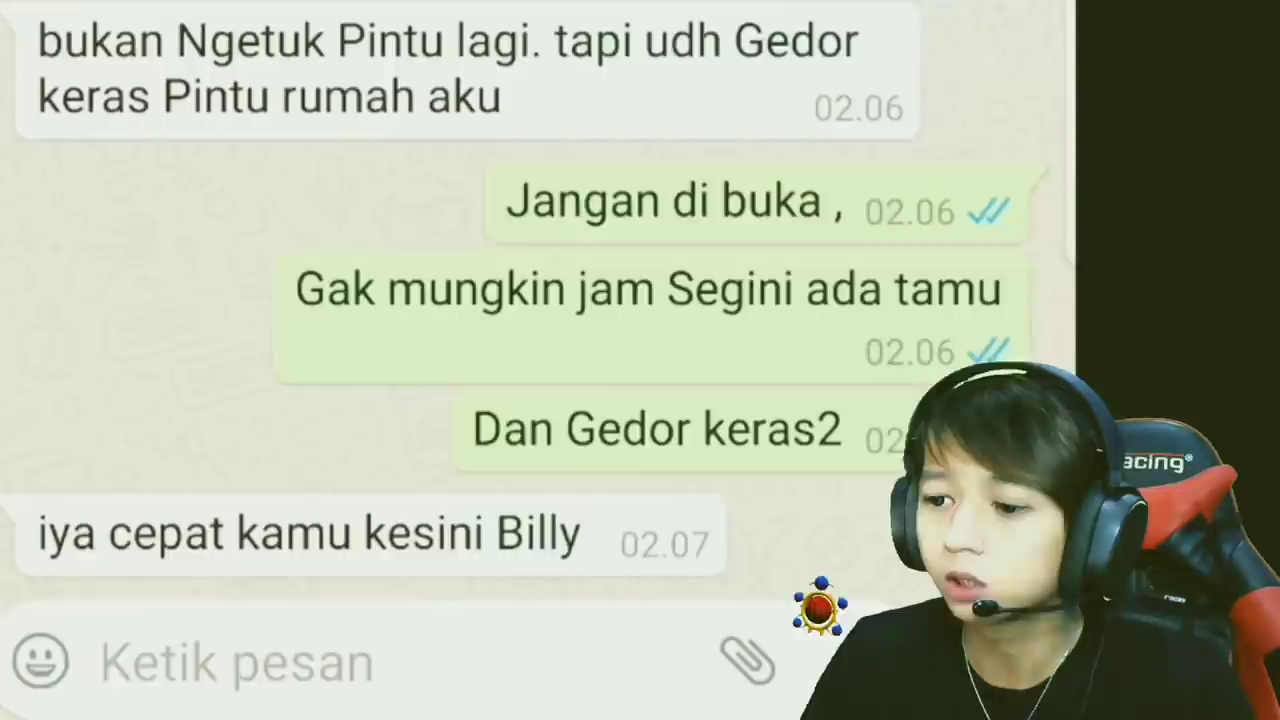 bukan Ngetuk Pintu lagi. tapi udh Gedor
keras Pintu rumah aku
02.06
Jangan di buka , 02.06
Gak mungkin jam Segini ada tamu
02.06
Dan Gedor keras2 02
iya cepat kamu kesini Billy 02.07
Ketik pesan
acing®